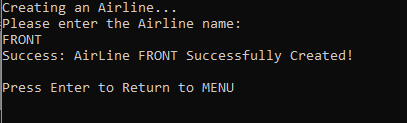 Creating an Airline...
Please enter the Airline name:
FRONT
Success: AirLine FRONT Successfully Created!
Press Enter to Return to MENU